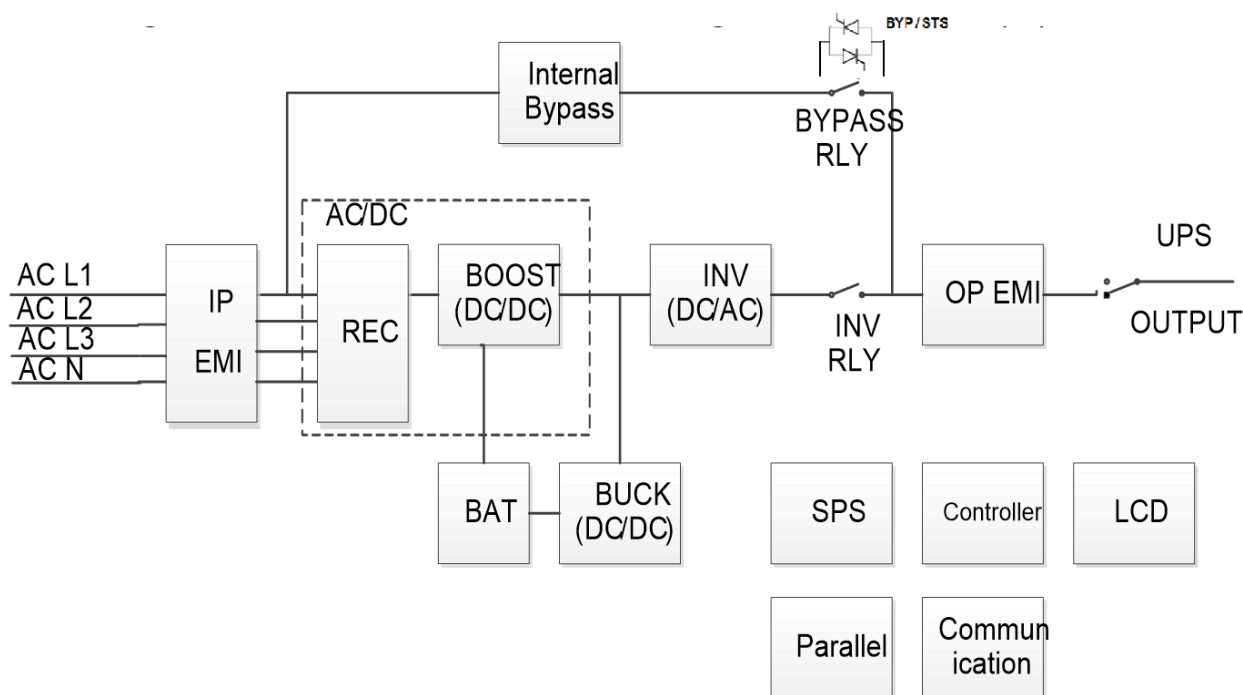 BYP/STS
Internal
Bypass
BYPASS
RLY
AC/DC
UPS
AC L1
AC L2
AC L3
AC N
IP
EMI
REC
BOOST
(DC/DC)
INV
(DC/AC)
INV
RLY
OP EMI
OUTPUT
BAT
BUCK
(DC/DC)
SPS
Controller
LCD
Parallel
Commun
ication